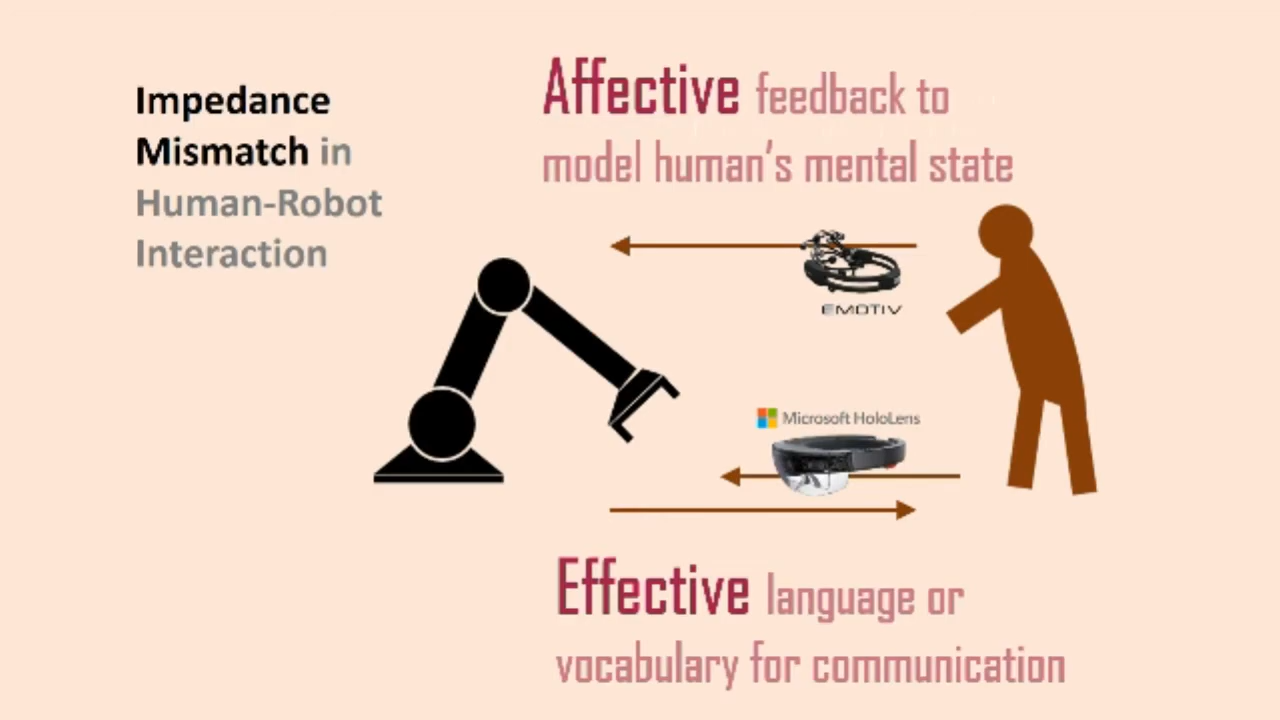 Impedance
Mismatch in
Human-Robot
Interaction
Affective feedback to
model human's mental state
EMOTIV
Microsoft HoloLens
Effective language or
vocabulary for communication